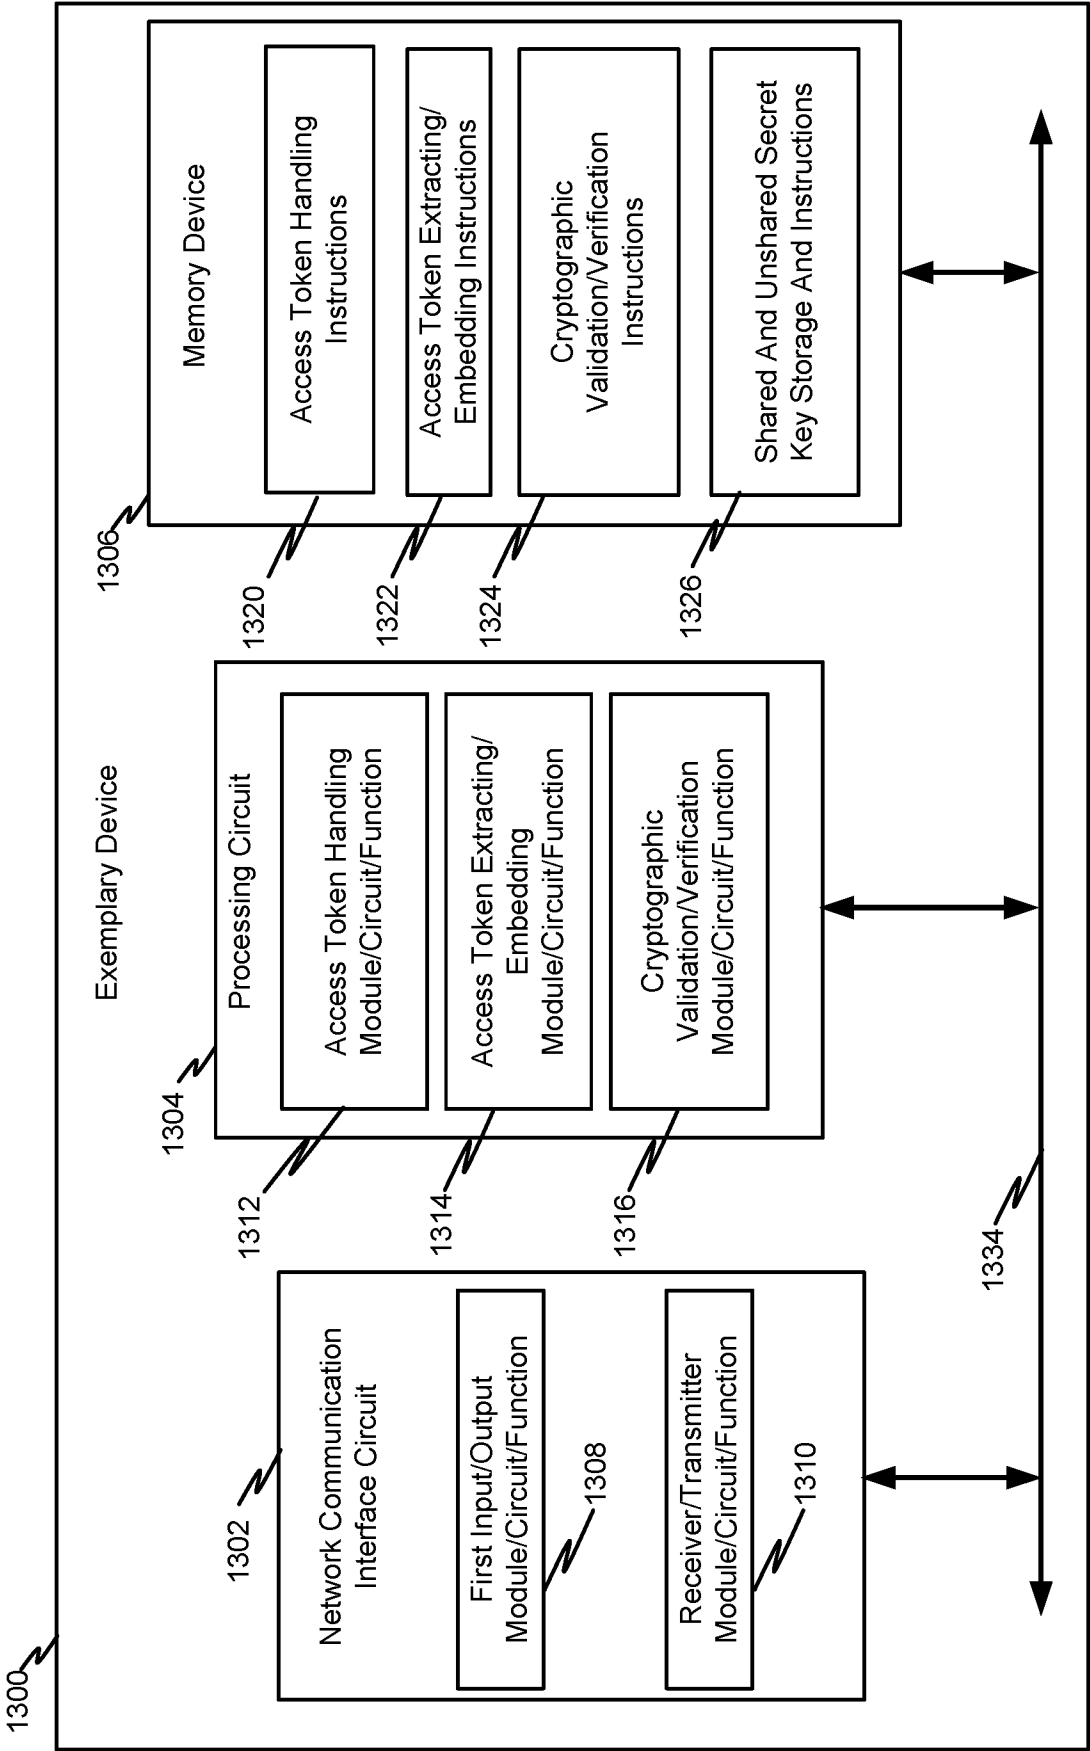 1300
Exemplary Device
1302
Network Communication
Interface Circuit
First Input/Output
Module/Circuit/Function
1308
Receiver/Transmitter
Module/Circuit/Function
1310
1304
Processing Circuit
1312
Access Token Handling
Module/Circuit/Function
1314
Access Token Extracting/
Embedding
Module/Circuit/Function
1316
Cryptographic
Validation/Verification
Module/Circuit/Function
1306
Memory Device
1320
Access Token Handling
Instructions
1322
Access Token Extracting/
Embedding Instructions
1324
Cryptographic
Validation/Verification
Instructions
1326
Shared And Unshared Secret
Key Storage And Instructions
1334